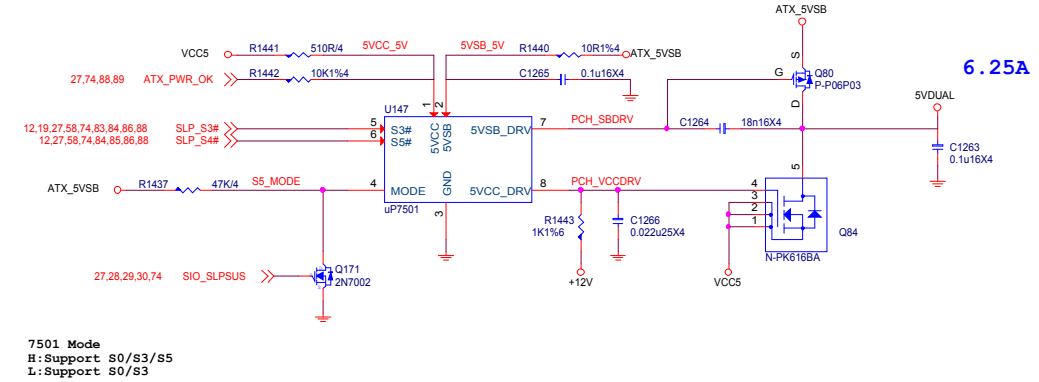 ATX_5VSB
VCC5 R1441 510R/4 5VCC_5V 5VSB_5V R1440 10R1%4 ATX_5VSB
27,74,88,89 ATX_PWR_OK R1442 10K1%4 C1265 0.1u16X4
G S D Q80
P-P06P03
6.25A
5VDUAL
U147
1 2
12,19,27,58,74,83,84,86,88 SLP_S3# 5 S3# 5VCC 5VSB 5VSB_DRV 7 PCH_SBDRV C1264 18n16X4
12,27,58,74,84,85,86,88 SLP_S4# 6 S5#
C1263
0.1u16X4
ATX_5VSB R1437 47K/4 S5_MODE 4 MODE GND 5VCC_DRV 8 PCH_VCCDRV
uP7501
3
5
4
3
2
1
Q84
N-PK616BA
R1443
1K1%6
C1266
0.022u25X4
+12V
VCC5
27,28,29,30,74 SIO_SLPSUS Q171
2N7002
7501 Mode
H:Support S0/S3/S5
L:Support S0/S3